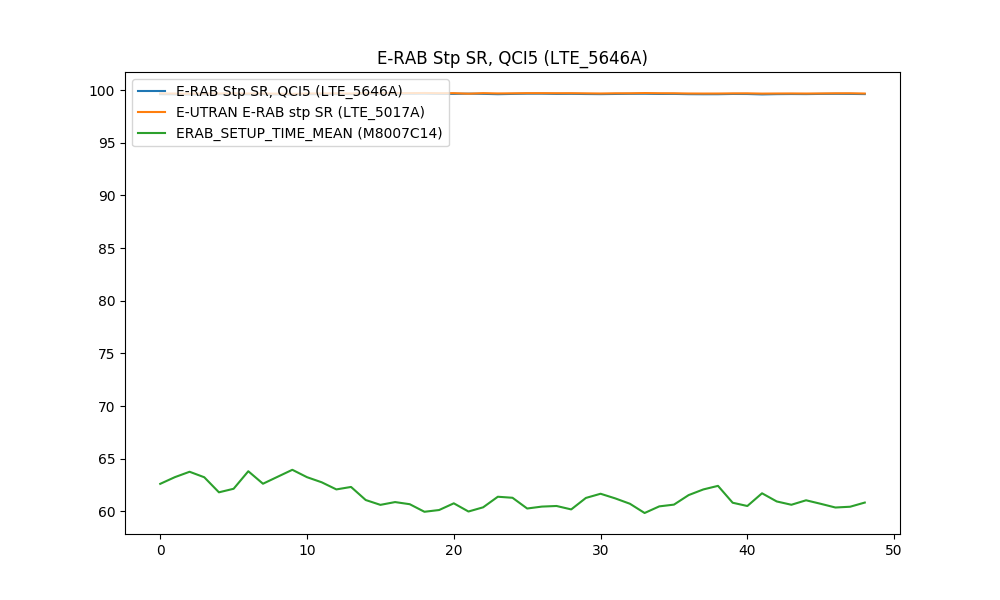 E-RAB Stp SR, QCI5 (LTE_5646A)
E-RAB Stp SR, QCI5 (LTE_5646A)
E-UTRAN E-RAB stp SR (LTE_5017A)
ERAB_SETUP_TIME_MEAN (M8007C14)
100
95
90
85
80
75
70
65
60
0 10 20 30 40 50